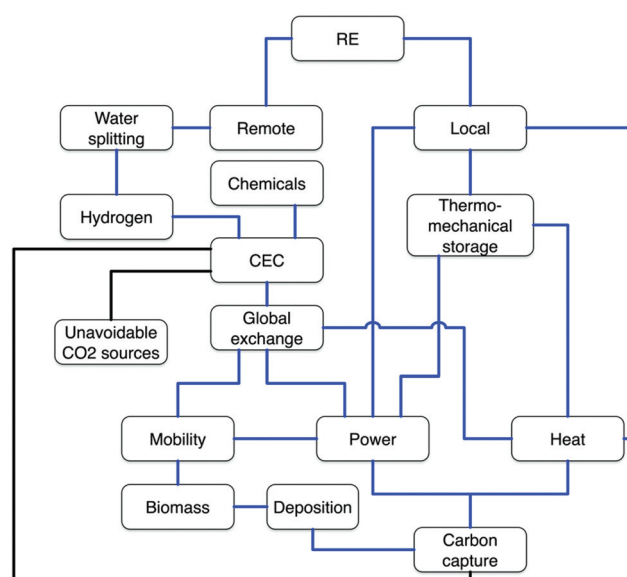 RE
Water
splitting
Remote
Local
Chemicals
Hydrogen
Thermo-
mechanical
storage
CEC
Global
exchange
Unavoidable
CO2 sources
Mobility
Power
Heat
Biomass
Deposition
Carbon
capture